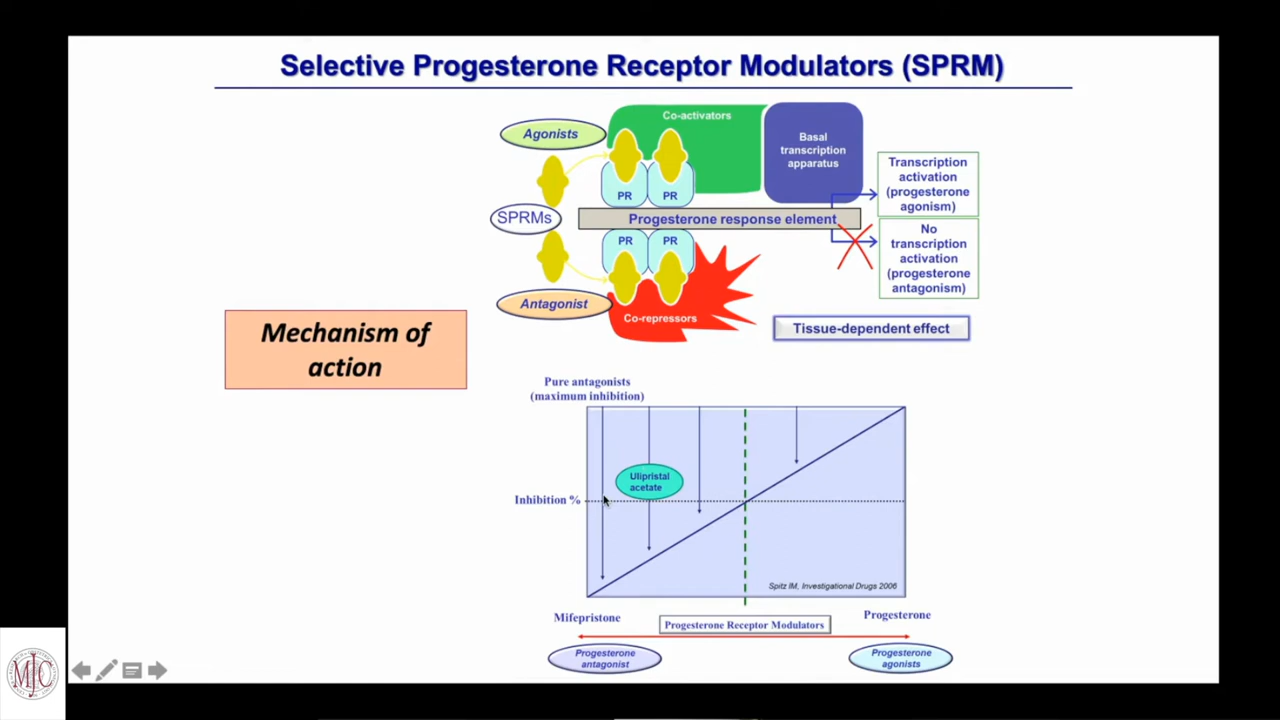 Selective Progesterone Receptor Modulators (SPRM)
Agonists
Co-activators
Basal
transcription
apparatus
PR
PR
Transcription
activation
(progesterone
agonism)
SPRMs
Progesterone response element
PR
PR
No
transcription
activation
(progesterone
antagonism)
Antagonist
Co-repressors
Tissue-dependent effect
Mechanism of
action
Pure antagonists
(maximum inhibition)
Ulipristal
acetate
Inhibition %
Spitz IM, Investigational Drugs 2006
Mifepristone
Progesterone Receptor Modulators
Progesterone
Progesterone
antagonist
Progesterone
agonists
MJC